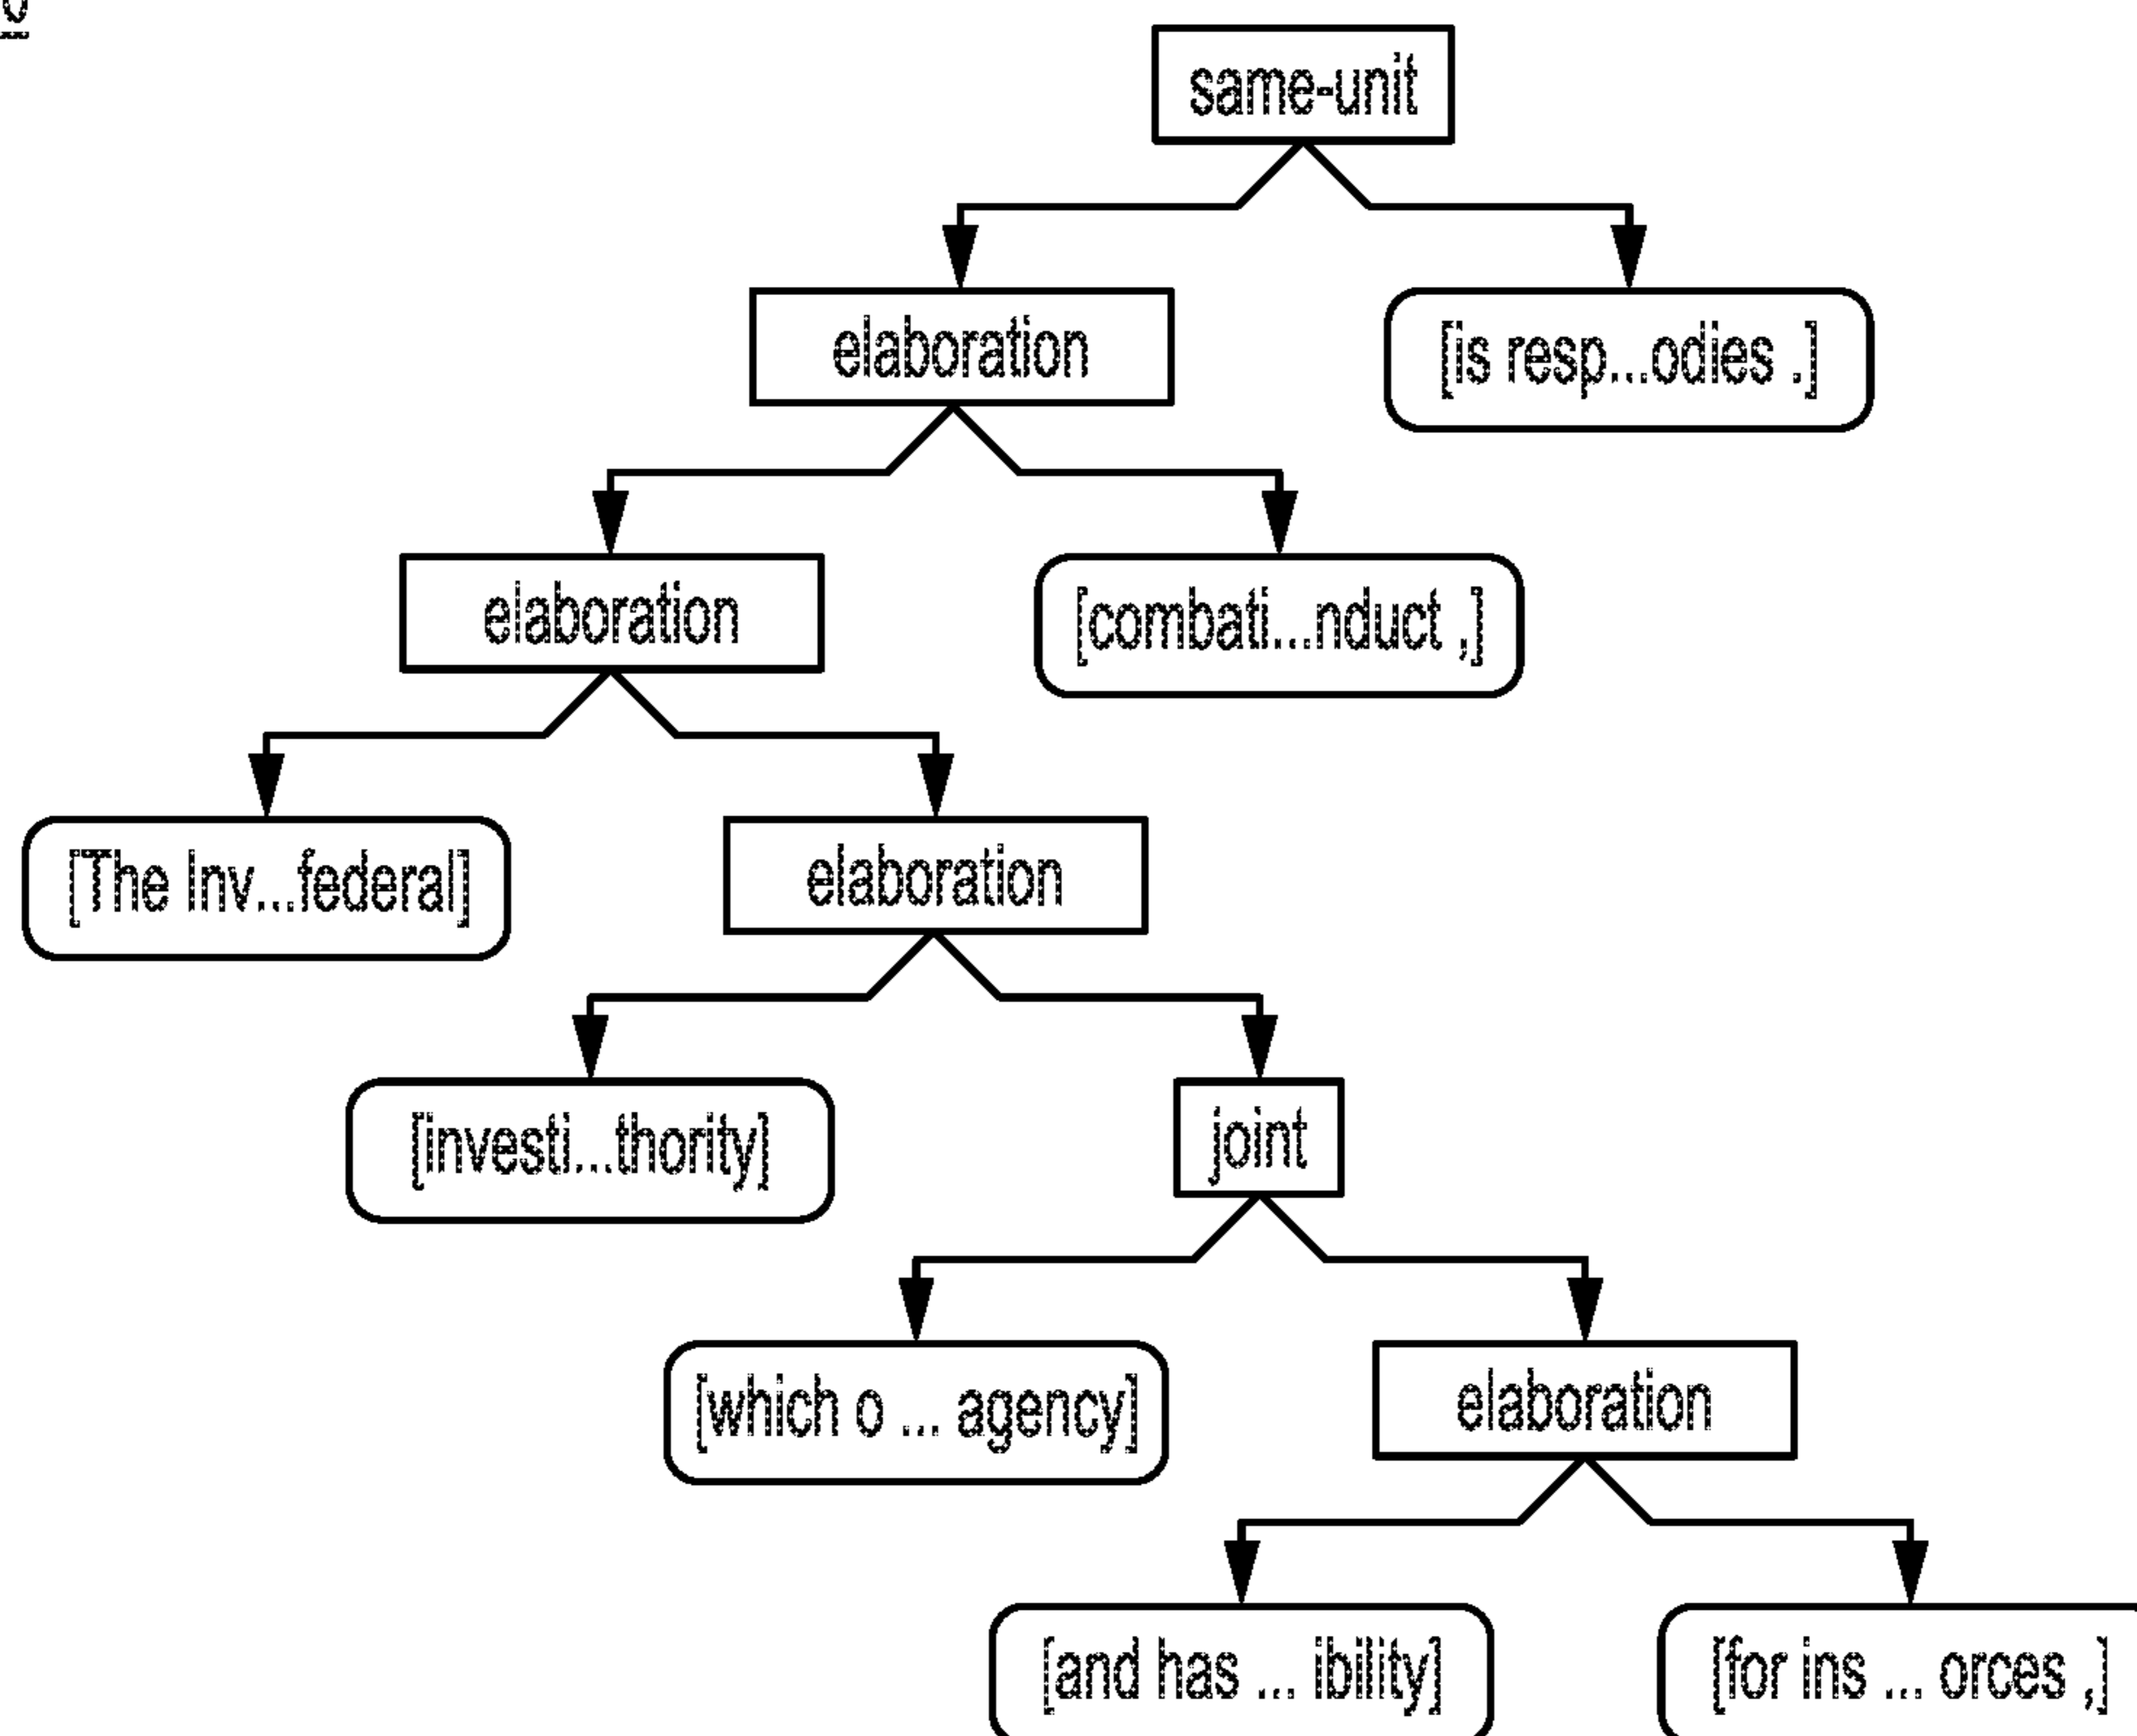 same-unit
elaboration
[is resp...odies .]
elaboration
[combati...nduct ,]
[The Inv...federal]
elaboration
[investi...thority]
joint
[which o ... agency]
elaboration
[and has ... ibility]
[for ins ... orces ,]